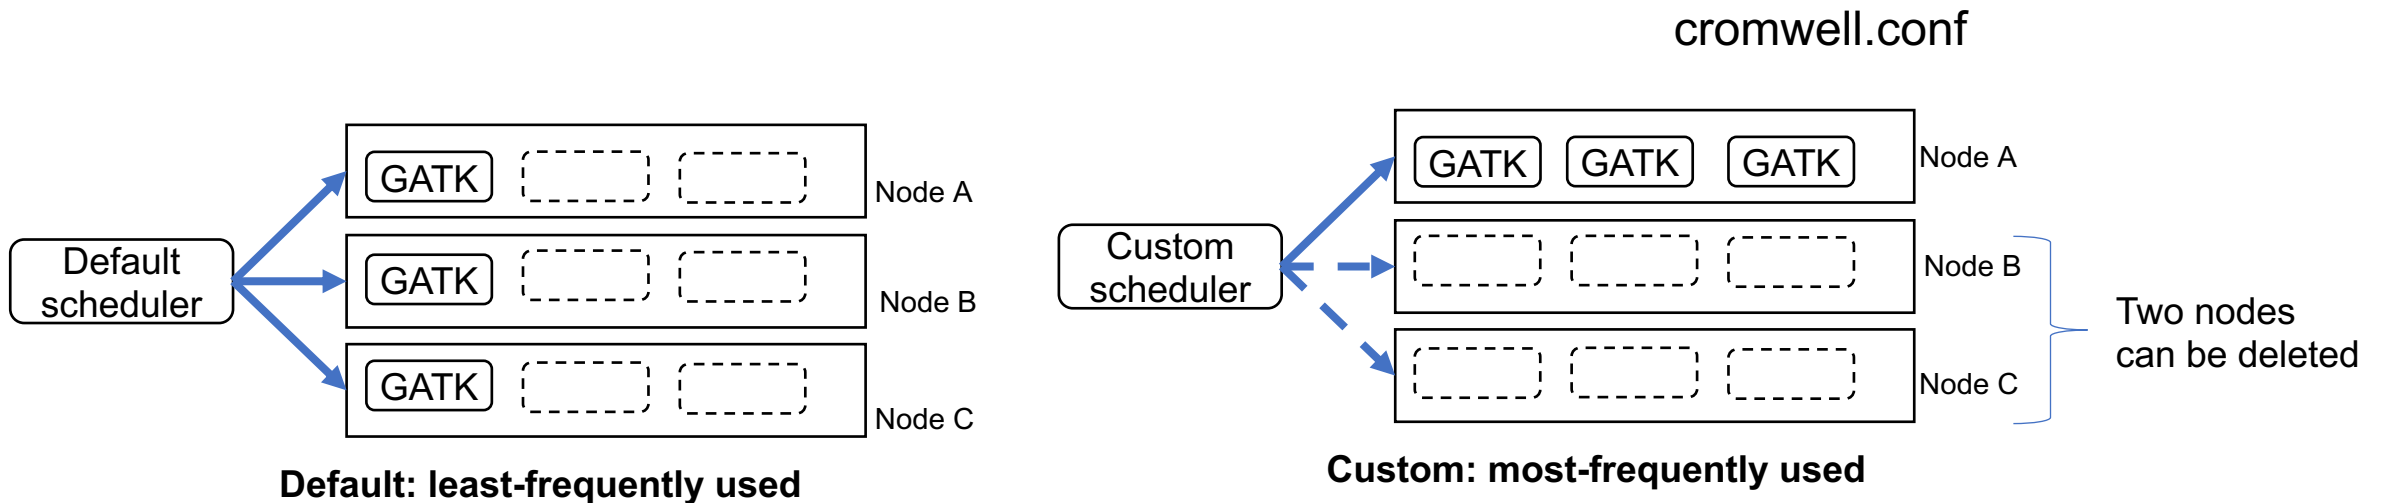 cromwell.conf
Default
scheduler
GATK
Node A
GATK
Node B
GATK
Node C
Default: least-frequently used
Custom
scheduler
GATK GATK GATK
Node A
Node B
Node C
Two nodes
can be deleted
Custom: most-frequently used